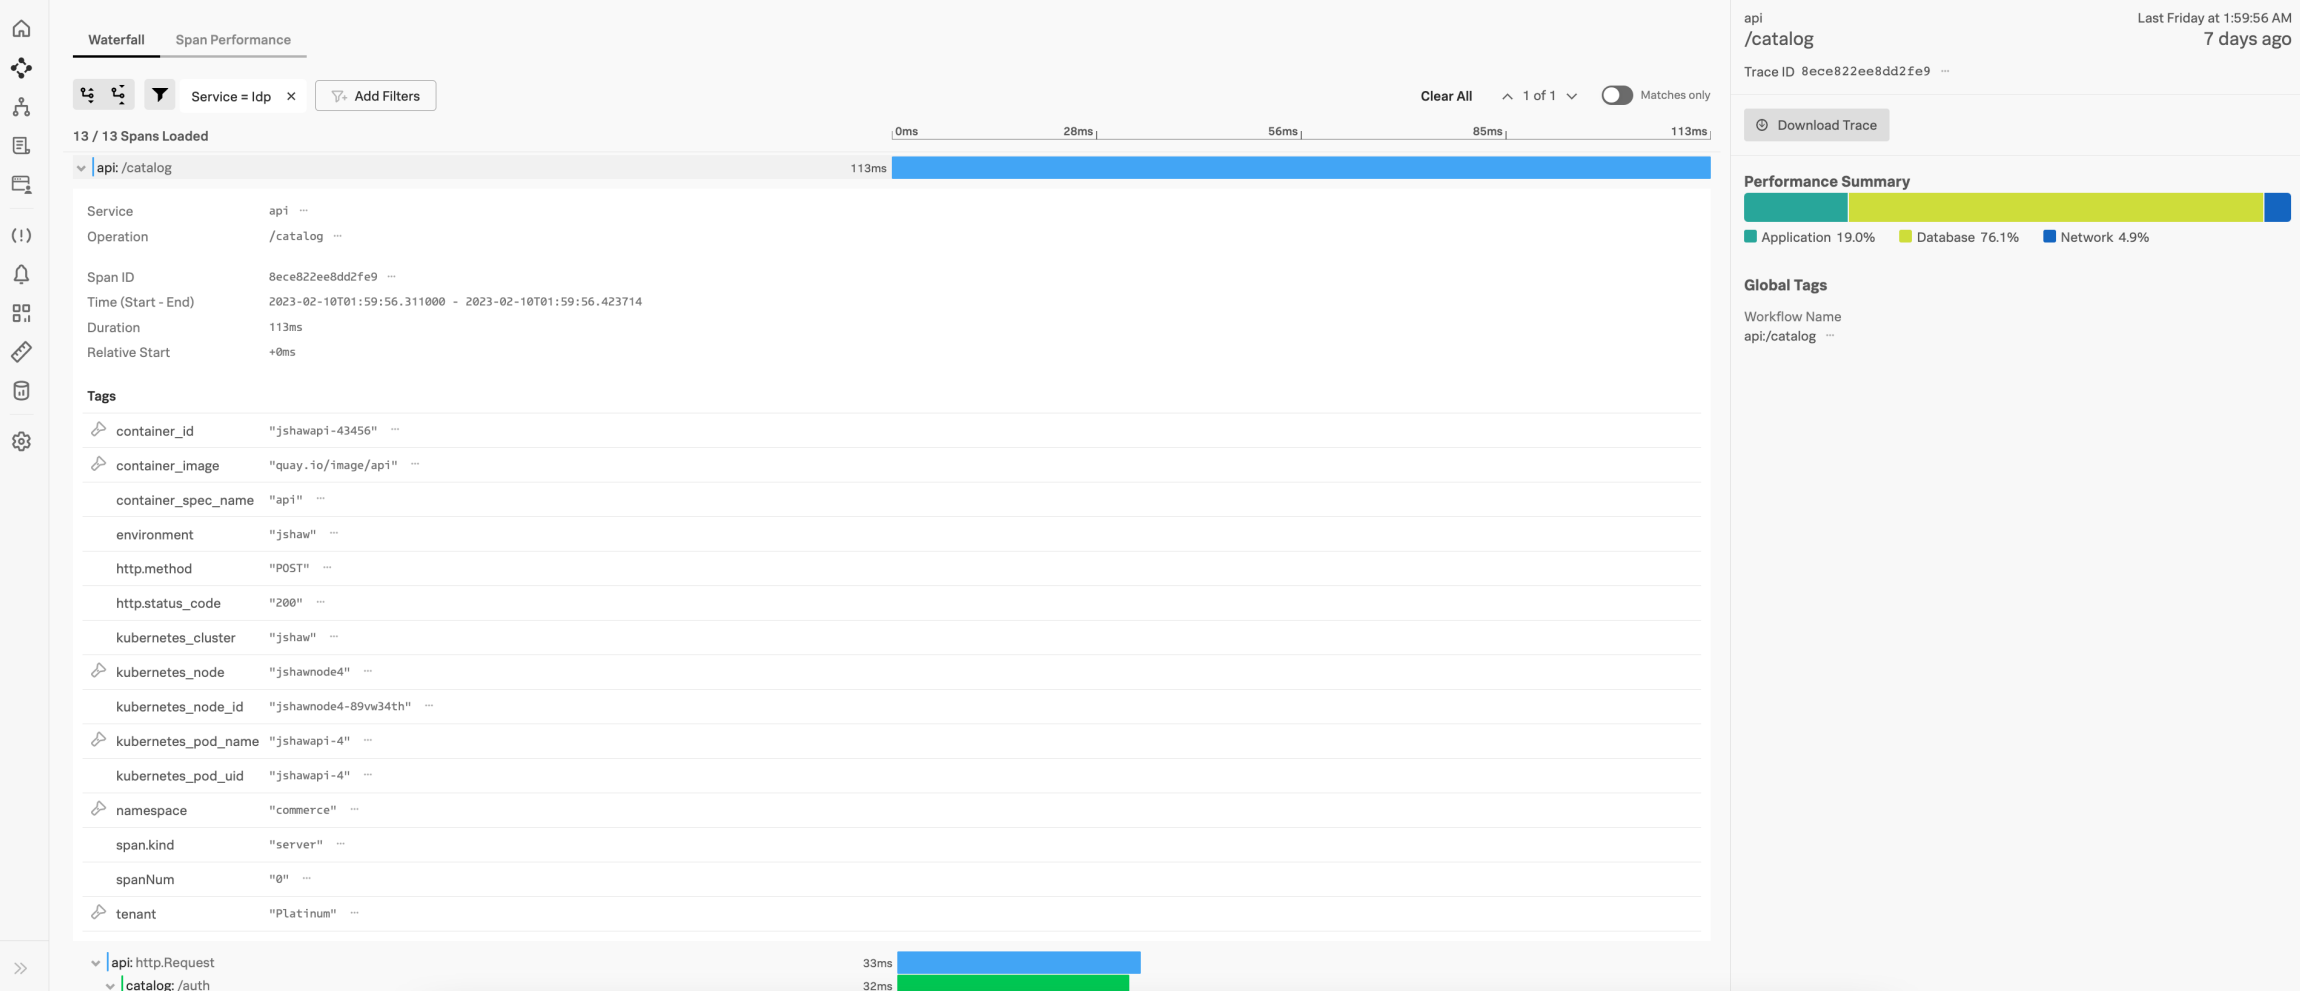 Waterfall
Span Performance
Service = Idp
Add Filters
Clear All
1 of 1
Matches only
13 / 13 Spans Loaded
0ms
28ms
56ms
85ms
113ms
api: /catalog
113ms
Service
api ...
Operation
/catalog ...
Span ID
8ece822ee8dd2fe9 ...
Time (Start - End)
2023-02-10T01:59:56.311000 - 2023-02-10T01:59:56.423714
Duration
113ms
Relative Start
+0ms
Tags
container_id
"jshawapi-43456" ...
container_image
"quay.io/image/api" ...
container_spec_name
"api" ...
environment
"jshaw" ...
http.method
"POST" ...
http.status_code
"200" ...
kubernetes_cluster
"jshaw" ...
kubernetes_node
"jshawnode4" ...
kubernetes_node_id
"jshawnode4-89vw34th" ...
kubernetes_pod_name
"jshawapi-4" ...
kubernetes_pod_uid
"jshawapi-4" ...
namespace
"commerce" ...
span.kind
"server" ...
spanNum
"0" ...
tenant
"Platinum" ...
api: http.Request
33ms
catalog: /auth
32ms
api
Last Friday at 1:59:56 AM
/catalog
7 days ago
Trace ID 8ece822ee8dd2fe9 ...
Download Trace
Performance Summary
Application 19.0%
Database 76.1%
Network 4.9%
Global Tags
Workflow Name
api:/catalog ...